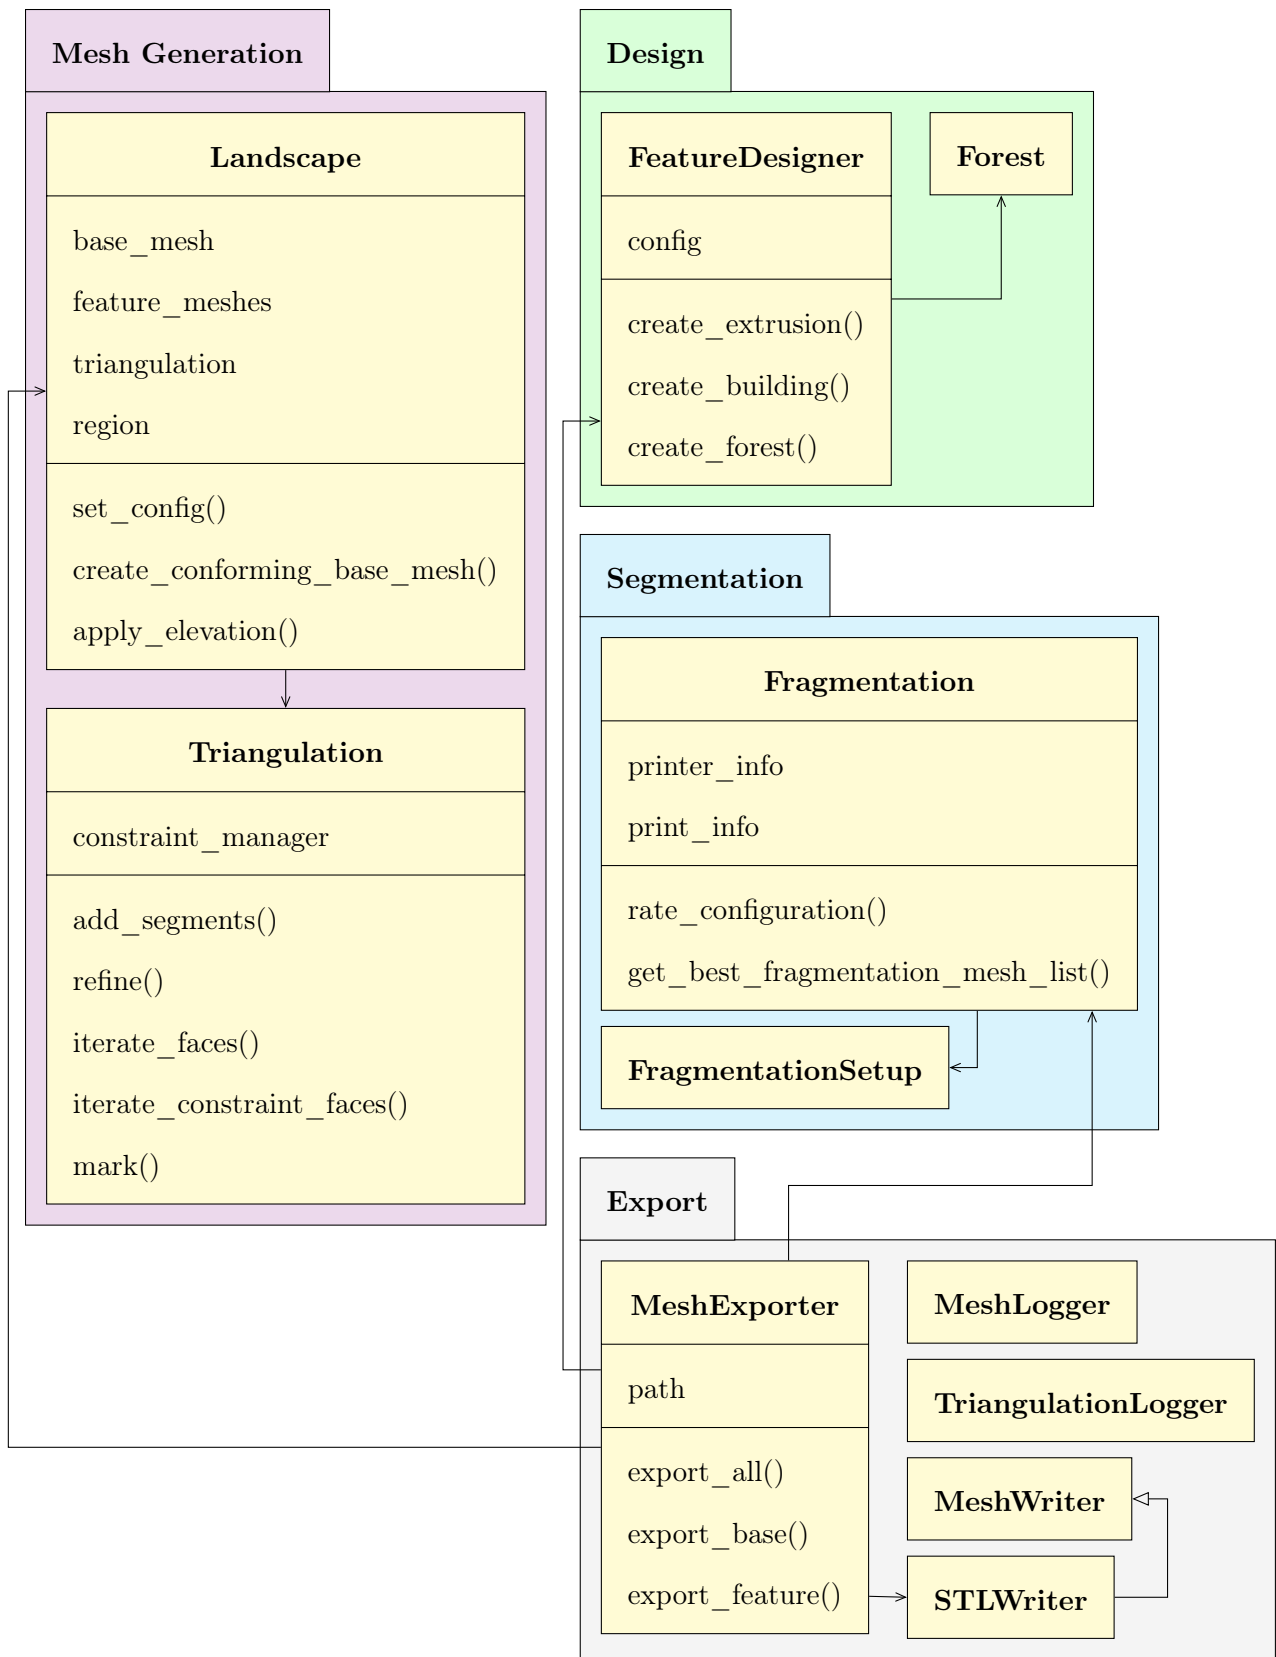 Mesh Generation
Landscape
base_mesh
feature_meshes
triangulation
region
set_config()
create_conforming_base_mesh()
apply_elevation()
Triangulation
constraint_manager
add_segments()
refine()
iterate_faces()
iterate_constraint_faces()
mark()
Design
FeatureDesigner
config
create_extrusion()
create_building()
create_forest()
Forest
Segmentation
Fragmentation
printer_info
print_info
rate_configuration()
get_best_fragmentation_mesh_list()
FragmentationSetup
Export
MeshExporter
path
export_all()
export_base()
export_feature()
MeshLogger
TriangulationLogger
MeshWriter
STLWriter